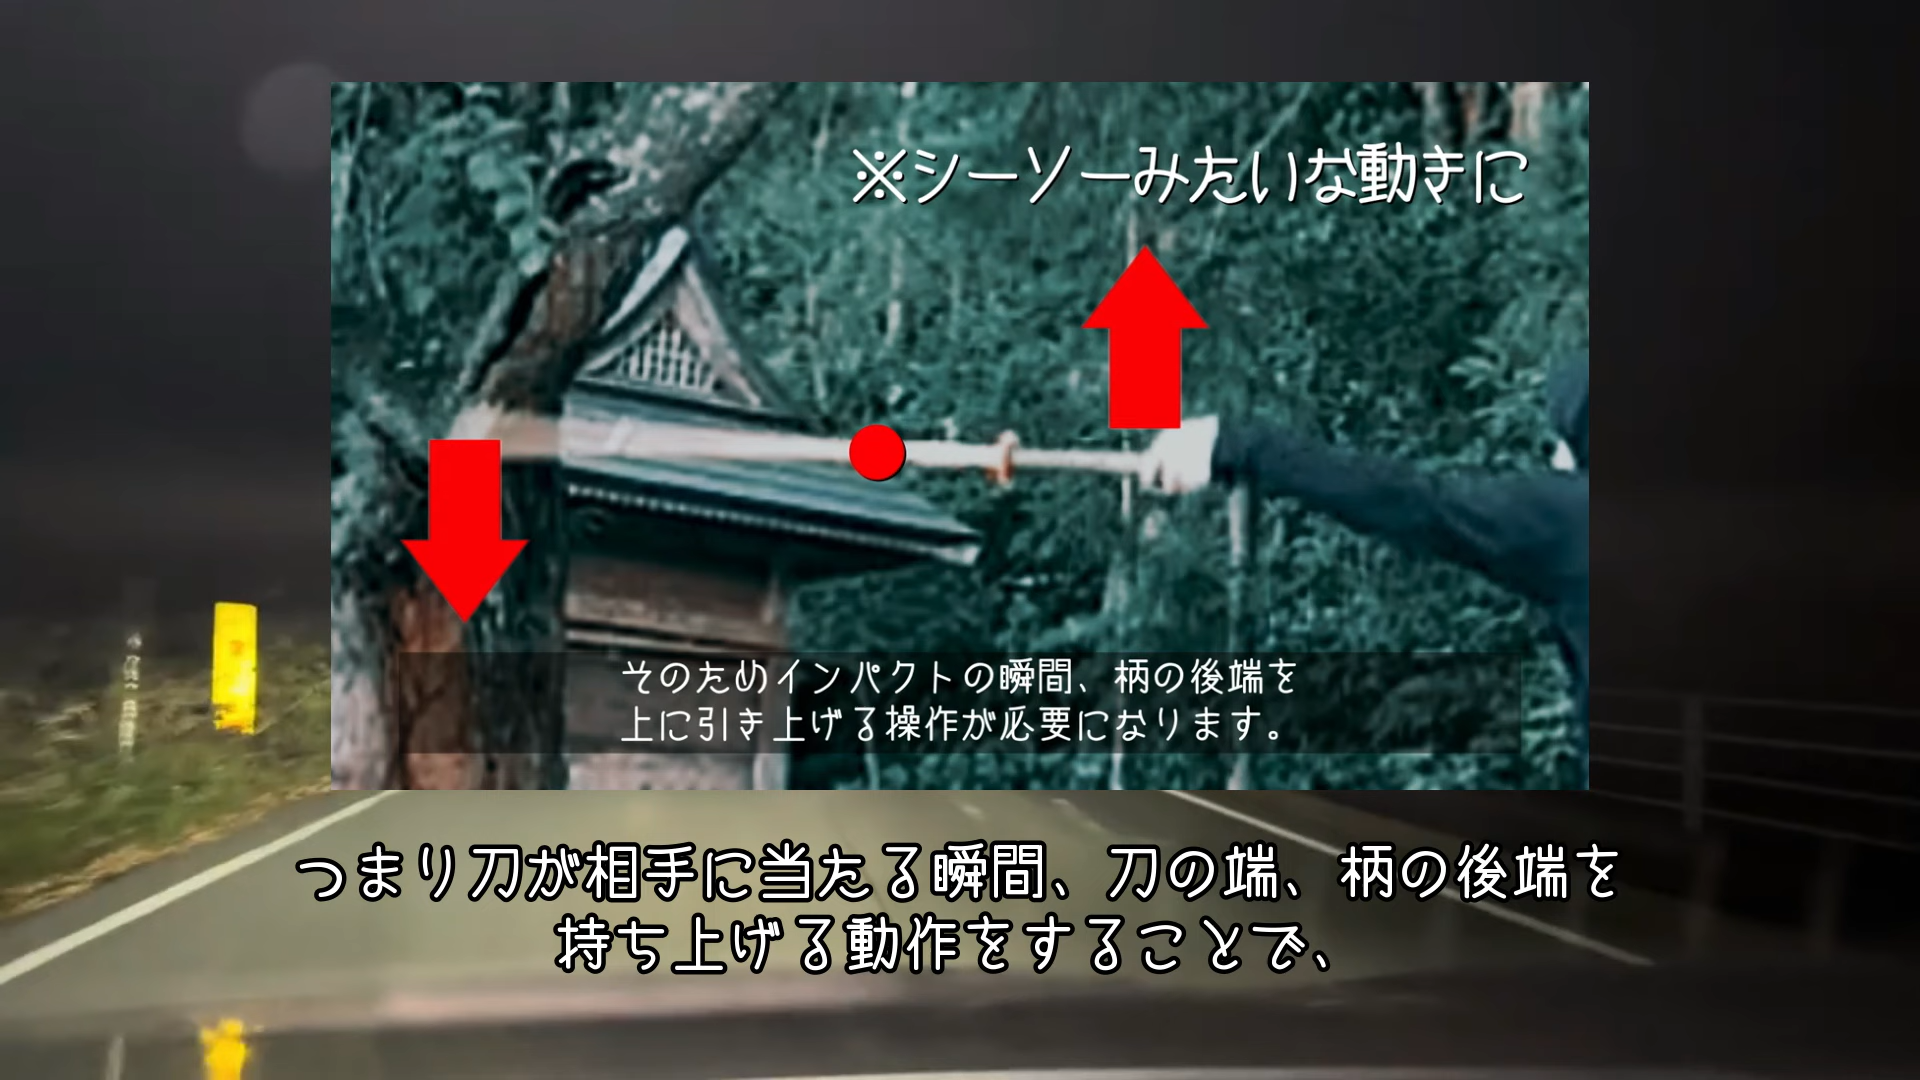 ※シーソーみたいな動きに
そのためインパクトの瞬間、柄の後端を
上に引き上げる操作が必要になります。
つまり刀が相手に当たる瞬間、刀の端、柄の後端を
持ち上げる動作をすることで、